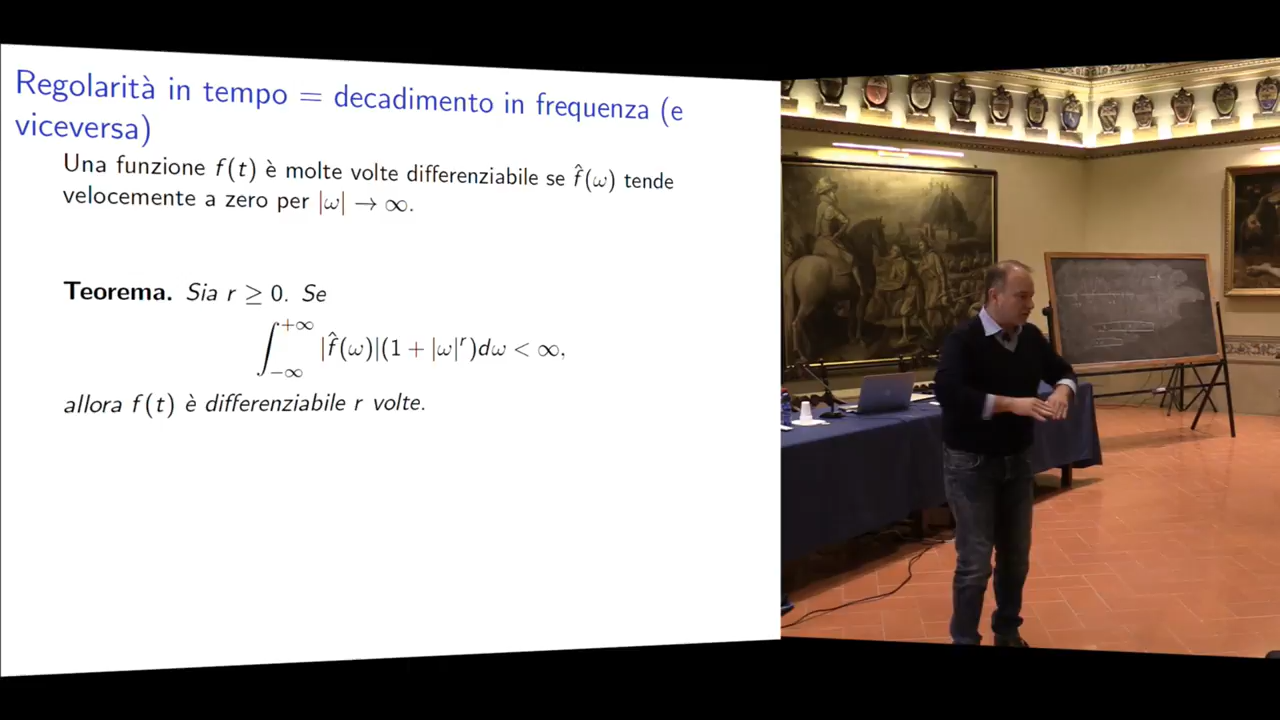 Regolarità in tempo = decadimento in frequenza (e
viceversa)
Una funzione f(t) è molte volte differenziabile se f̂(ω) tende
velocemente a zero per |ω| → ∞.
Teorema. Sia r ≥ 0. Se
∫_{−∞}^{+∞} |f̂(ω)|(1 + |ω|^r)dω < ∞,
allora f(t) è differenziabile r volte.